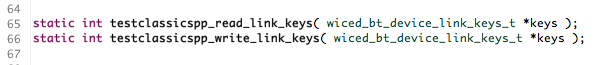 64
65 static int testclassicspp_read_link_keys( wiced_bt_device_link_keys_t *keys );
66 static int testclassicspp_write_link_keys( wiced_bt_device_link_keys_t *keys );
67